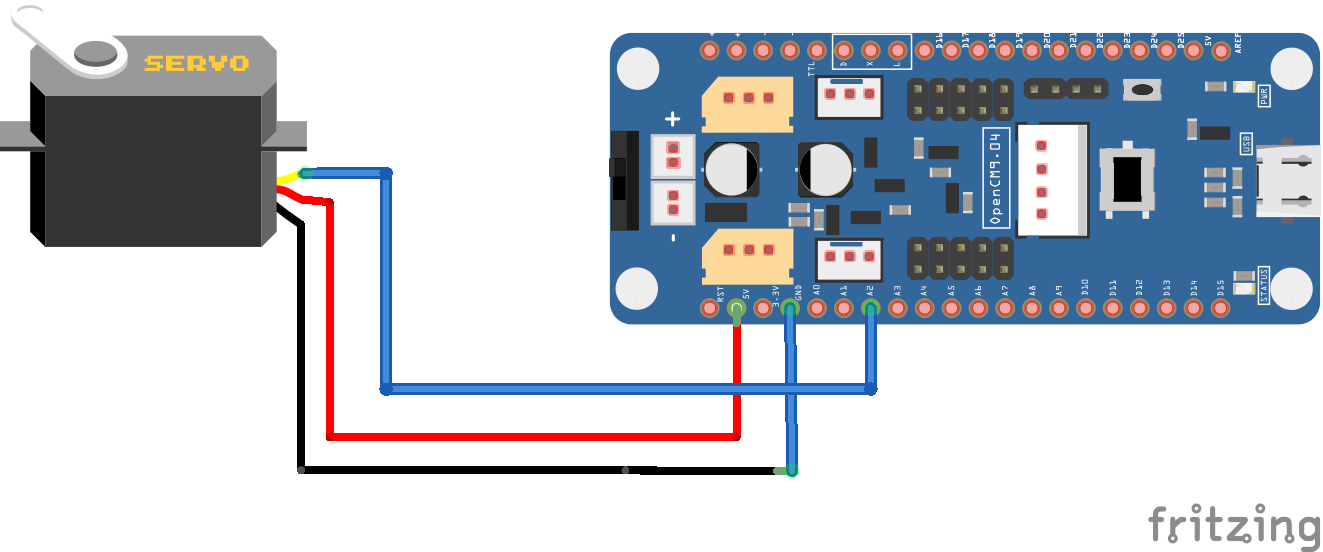 SERVO
+
-
TTL
D
X
L
D16
D17
D18
D19
D20
D21
D22
D23
D24
D25
5V
AREF
PWR
+
-
OpenCM9.04
USB
STATUS
RST
5V
3.3V
GND
A0
A1
A2
A3
A4
A5
A6
A7
A8
A9
D10
D11
D12
D13
D14
D15
fritzing